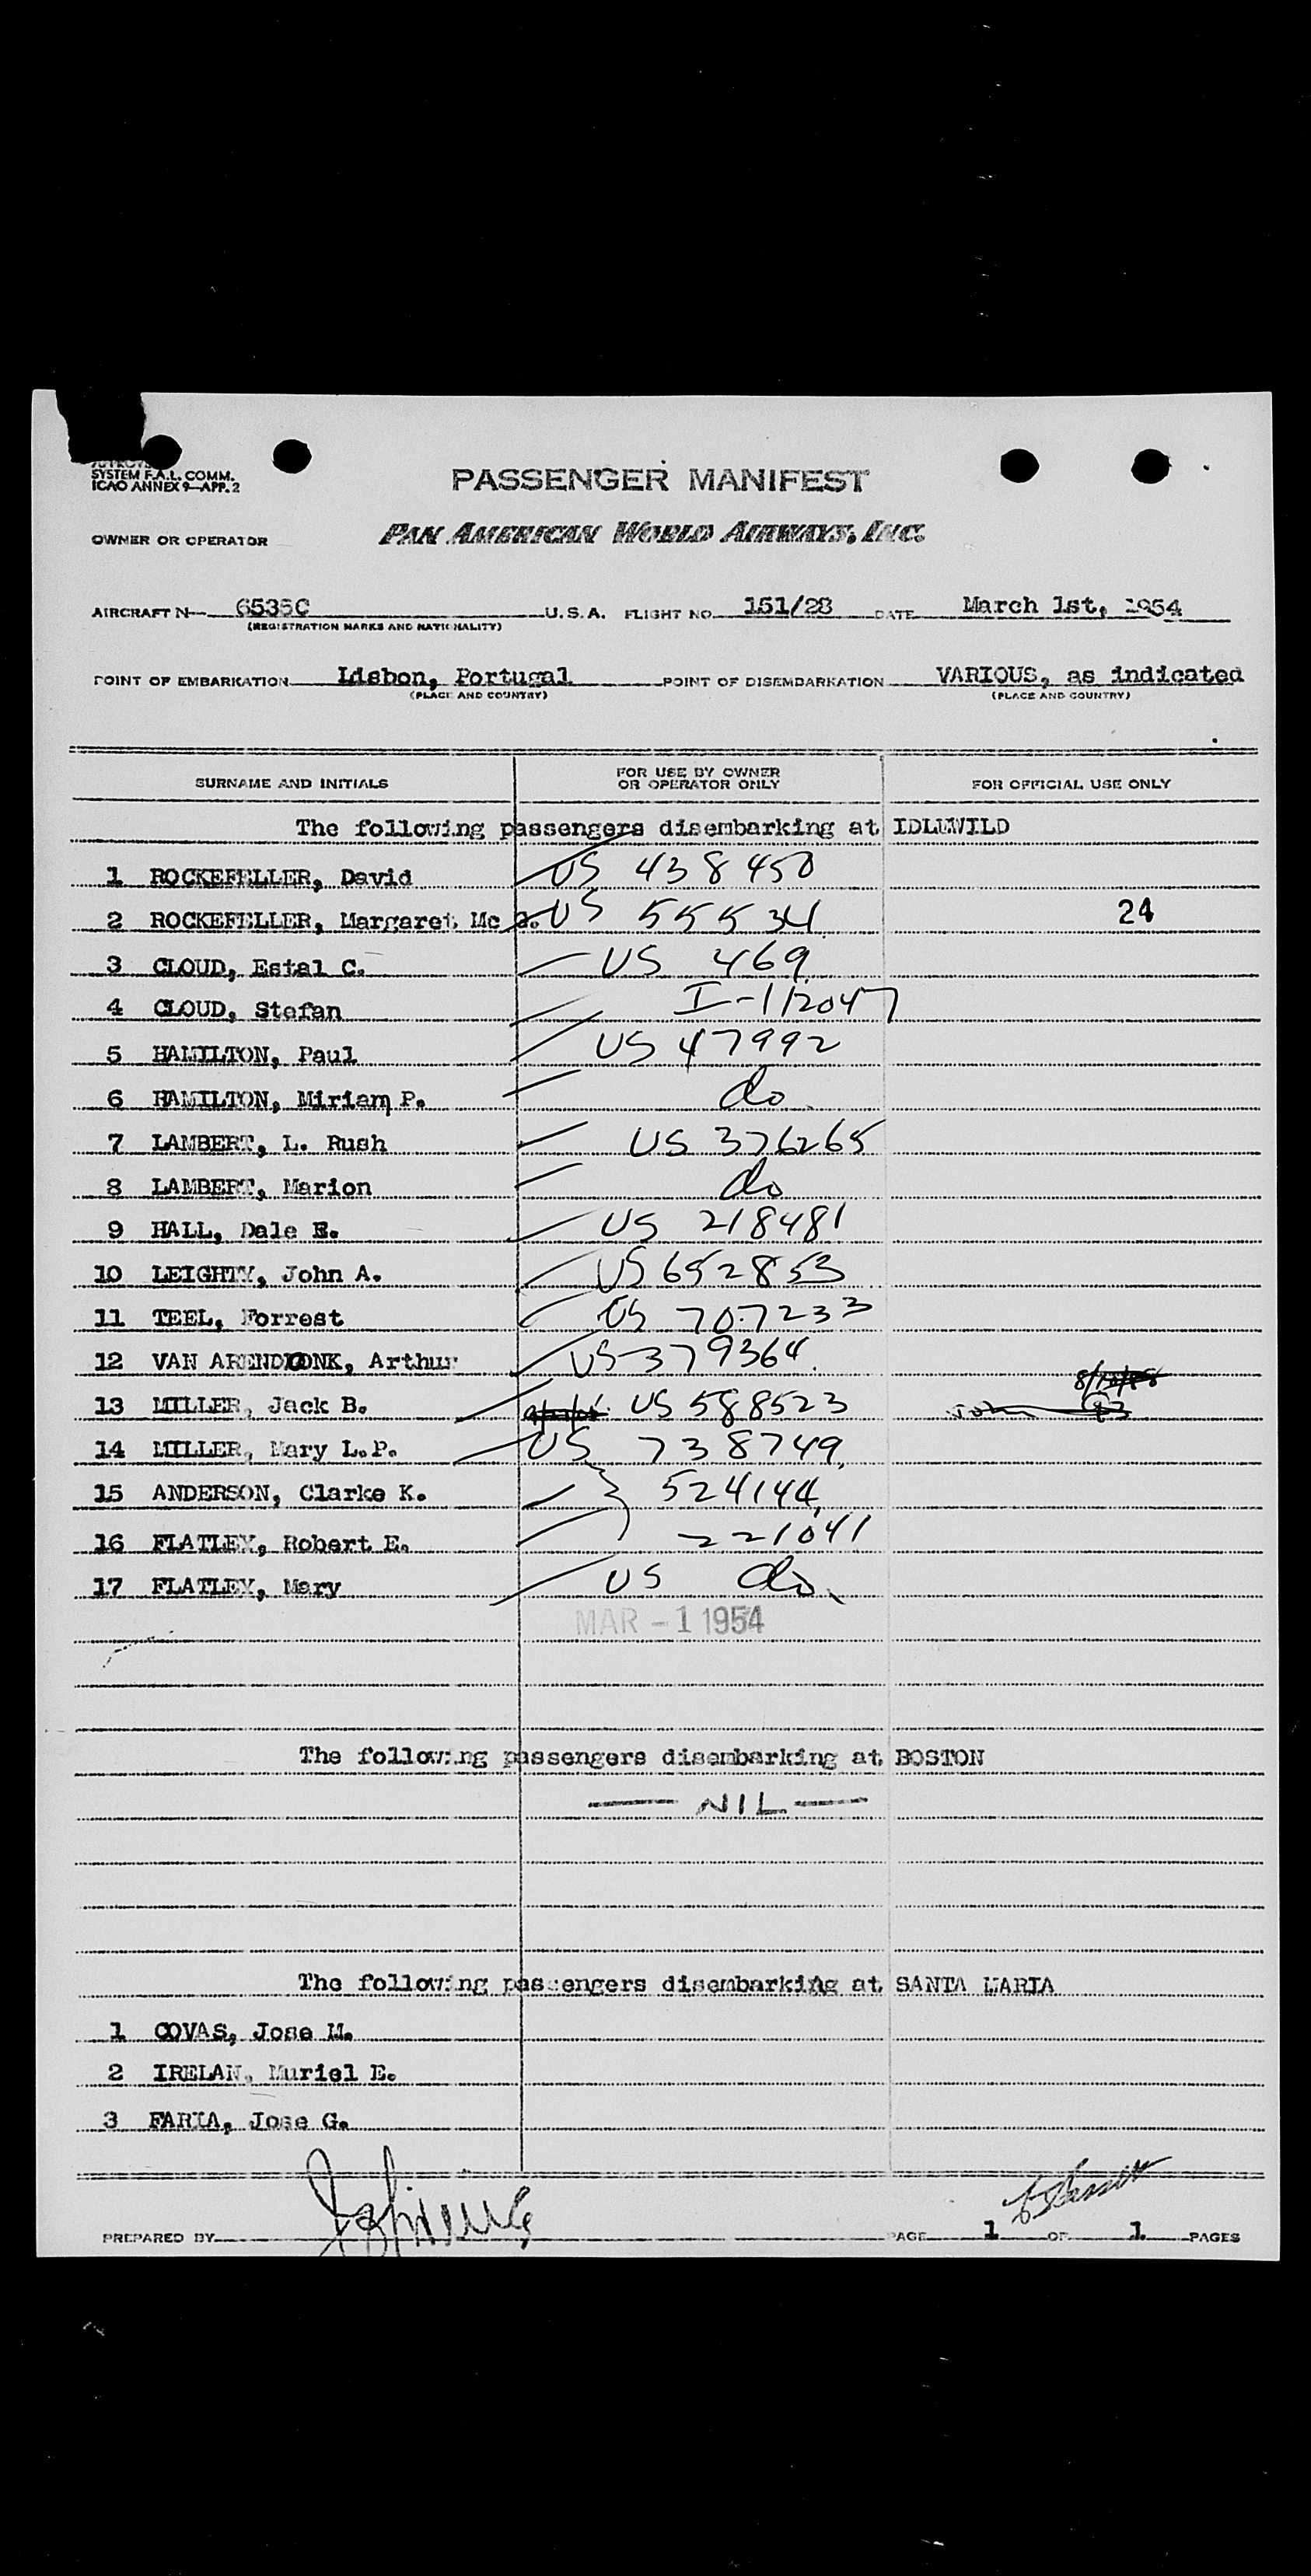 SYSTEM F.A.L. COMM.
ICAO ANNEX 9—APP. 2
PASSENGER MANIFEST
OWNER OR OPERATOR PAN AMERICAN WORLD AIRWAYS, INC.
AIRCRAFT N— 6535C U.S.A. FLIGHT NO. 151/28 DATE March 1st, 1954
(REGISTRATION MARKS AND NATIONALITY)
POINT OF EMBARKATION Lisbon, Portugal POINT OF DISEMBARKATION VARIOUS, as indicated
(PLACE AND COUNTRY) (PLACE AND COUNTRY)
SURNAME AND INITIALS FOR USE BY OWNER OR OPERATOR ONLY FOR OFFICIAL USE ONLY
The following passengers disembarking at IDLEWILD
1 ROCKEFELLER, David US 438450
2 ROCKEFELLER, Margaret Mc G. US 55534 24
3 CLOUD, Estal C. US 469
4 CLOUD, Stefan I-112047
5 HAMILTON, Paul US 47992
6 HAMILTON, Miriam P. do
7 LAMBERT, L. Rush US 376265
8 LAMBERT, Marion do
9 HALL, Dale E. US 218481
10 LEIGHTY, John A. US 652853
11 TEEL, Forrest US 707233
12 VAN ARENDONK, Arthur US 379364
13 MILLER, Jack B. US 588523
14 MILLER, Mary L.P. US 738749
15 ANDERSON, Clarke K. 524144
16 FLATLEY, Robert E. 221041
17 FLATLEY, Mary US do
MAR -1 1954
The following passengers disembarking at BOSTON
— NIL —
The following passengers disembarking at SANTA MARIA
1 COVAS, Jose M.
2 IRELAN, Muriel E.
3 FARIA, Jose G.
PREPARED BY PAGE 1 OF 1 PAGES